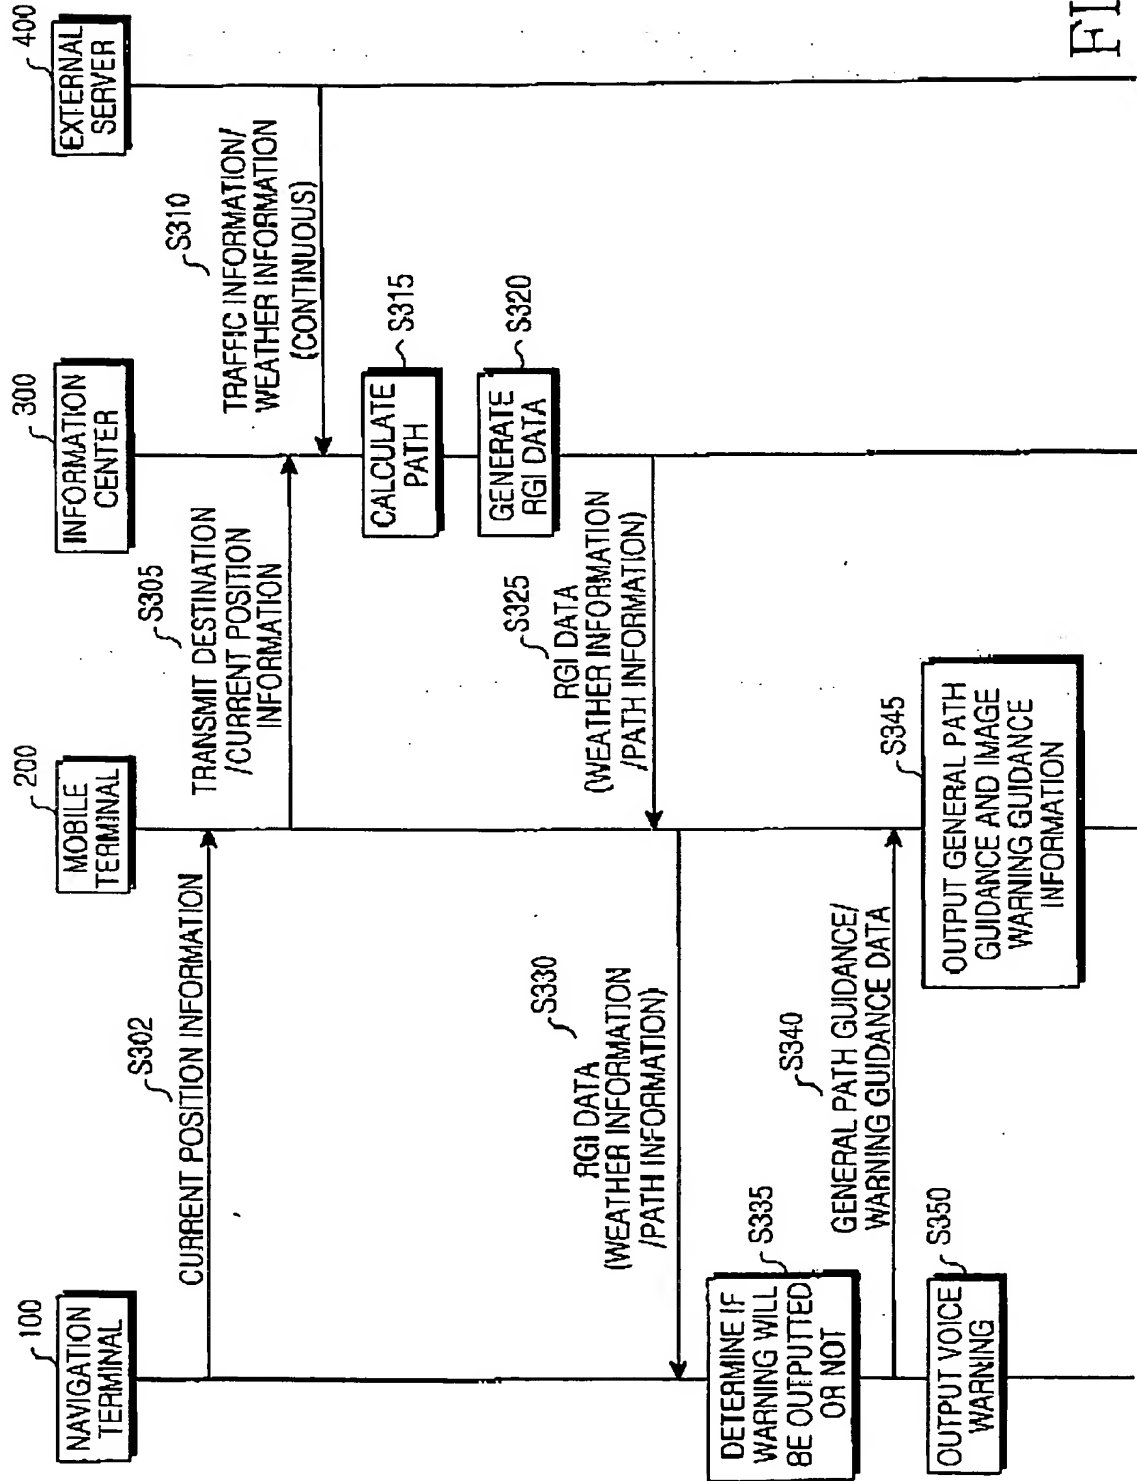 100
NAVIGATION
TERMINAL
200
MOBILE
TERMINAL
300
INFORMATION
CENTER
400
EXTERNAL
SERVER
S302
CURRENT POSITION INFORMATION
S305
TRANSMIT DESTINATION
/CURRENT POSITION
INFORMATION
S310
TRAFFIC INFORMATION/
WEATHER INFORMATION
(CONTINUOUS)
CALCULATE
PATH
S315
GENERATE
RGI DATA
S320
S325
RGI DATA
(WEATHER INFORMATION
/PATH INFORMATION)
S330
RGI DATA
(WEATHER INFORMATION
/PATH INFORMATION)
DETERMINE IF
WARNING WILL
BE OUTPUTTED
OR NOT
S335
S340
GENERAL PATH GUIDANCE/
WARNING GUIDANCE DATA
S345
OUTPUT GENERAL PATH
GUIDANCE AND IMAGE
WARNING GUIDANCE
INFORMATION
OUTPUT VOICE
WARNING
S350